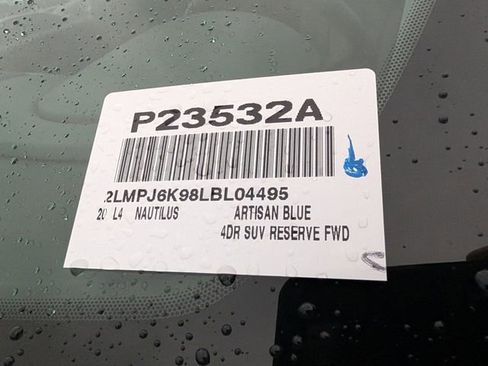 P23532A
2LMPJ6K98LBL04495
20 L4 NAUTILUS ARTISAN BLUE
4DR SUV RESERVE FWD